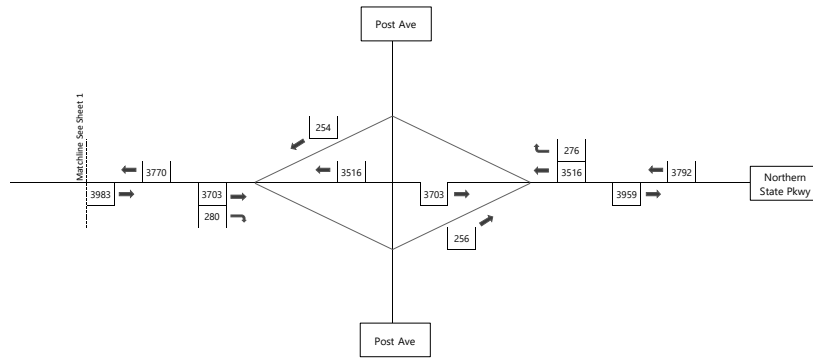 Post Ave
Matchline See Sheet 1
254
276
3770
3516
3516
3792
Northern
State Pkwy
3983
3703
3703
3959
280
256
Post Ave